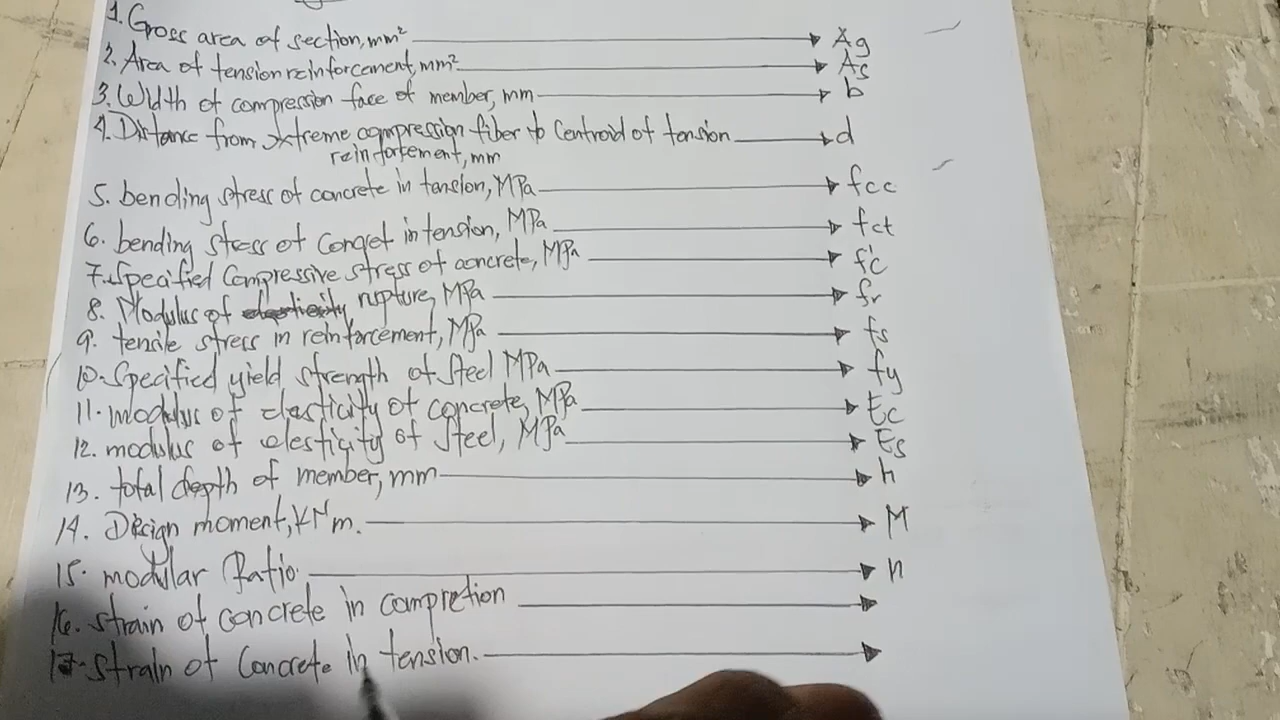 1. Gross area of section, mm² Ag
2. Area of tension reinforcement, mm² As
3. Width of compression face of member, mm b
4. Distance from extreme compression fiber to Centroid of tension d
reinforcement, mm
5. bending stress of concrete in tension, MPa fcc
6. bending stress of in tension, MPa fct
7. Specified Compressive stress of concrete, MPa f'c
8. Modulus of rupture, MPa fr
9. tensile stress in reinforcement, MPa fs
10. Specified yield strength of steel MPa fy
11. modulus of elasticity of concrete, MPa Ec
12. modulus of elesticity of steel, MPa Es
13. total depth of member, mm h
14. Design moment, KN m. M
15. modular Ratio. n
16. strain of concrete in compretion
17. strain of Concrete in tension.